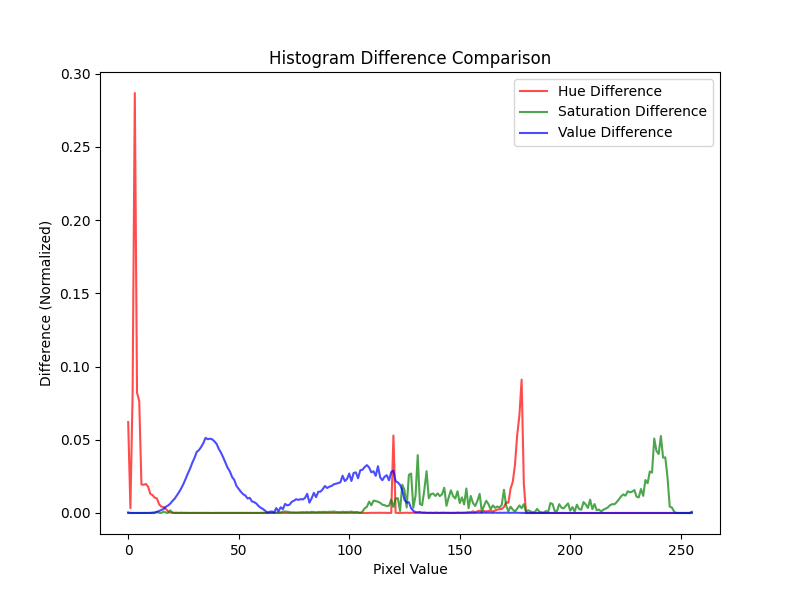 Histogram Difference Comparison
Hue Difference
Saturation Difference
Value Difference
Difference (Normalized)
0.30
0.25
0.20
0.15
0.10
0.05
0.00
0 50 100 150 200 250
Pixel Value